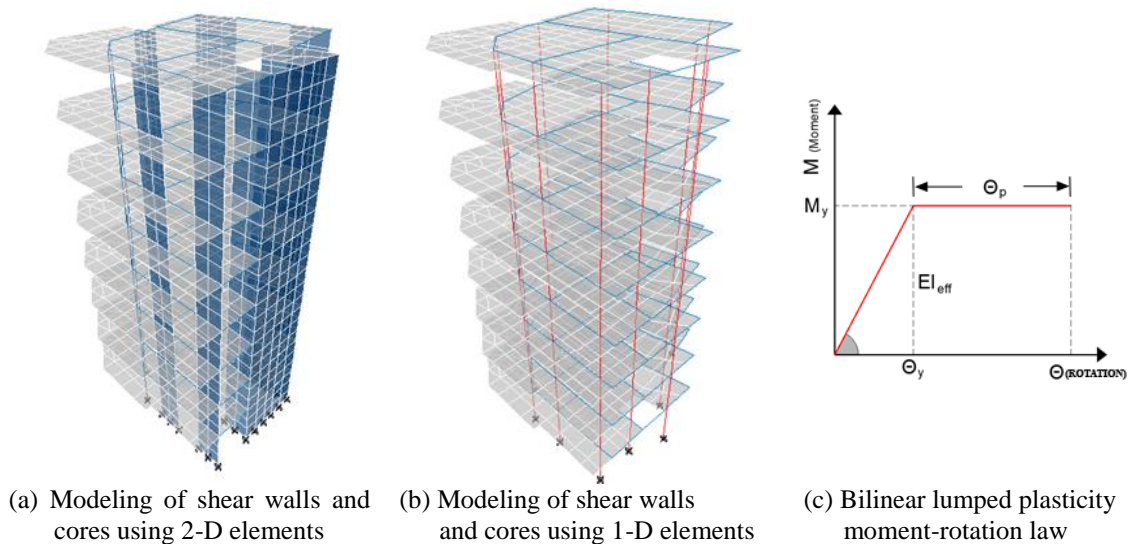 M (Moment)
Θp
My
EIeff
Θy
Θ(ROTATION)
(a) Modeling of shear walls and
cores using 2-D elements
(b) Modeling of shear walls
and cores using 1-D elements
(c) Bilinear lumped plasticity
moment-rotation law